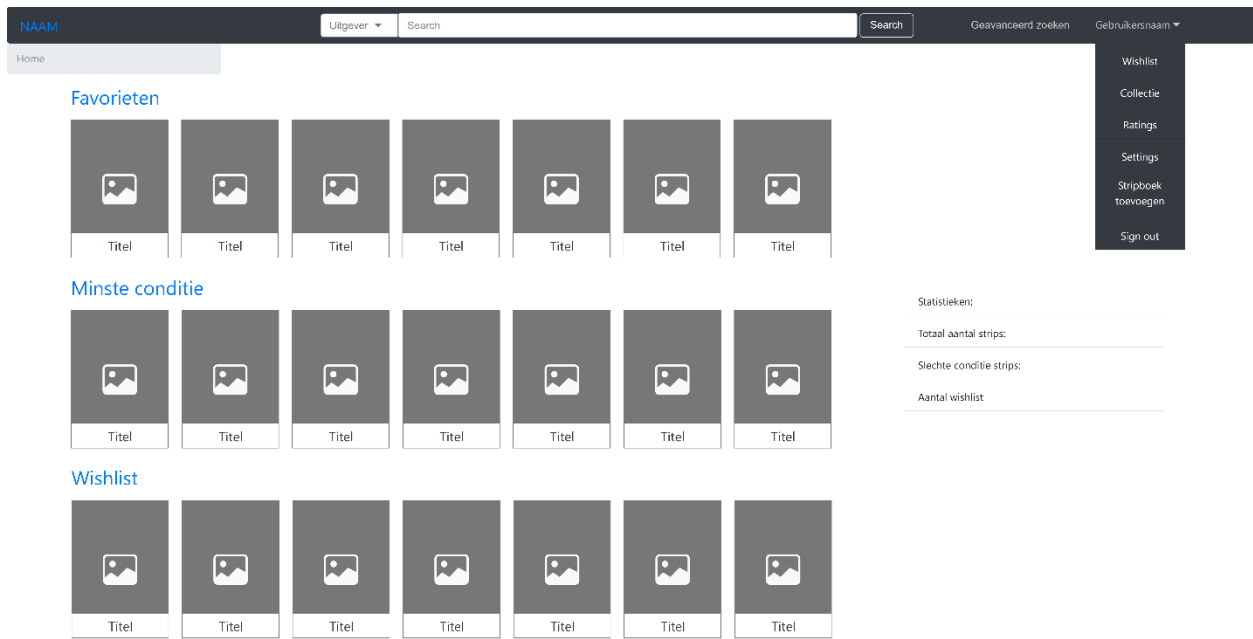 NAAM
Uitgever
Search
Search
Geavanceerd zoeken
Gebruikersnaam
Home
Wishlist
Collectie
Ratings
Settings
Stripboek
toevoegen
Sign out
Favorieten
Titel Titel Titel Titel Titel Titel Titel
Minste conditie
Titel Titel Titel Titel Titel Titel Titel
Statistieken:
Totaal aantal strips:
Slechte conditie strips:
Aantal wishlist
Wishlist
Titel Titel Titel Titel Titel Titel Titel